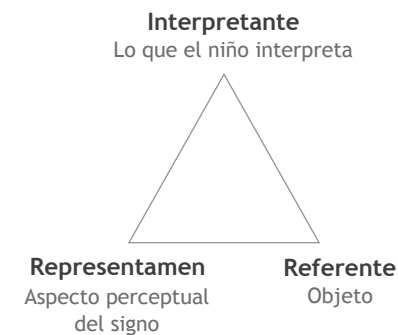 Interpretante
Lo que el niño interpreta
Representamen
Aspecto perceptual
del signo
Referente
Objeto